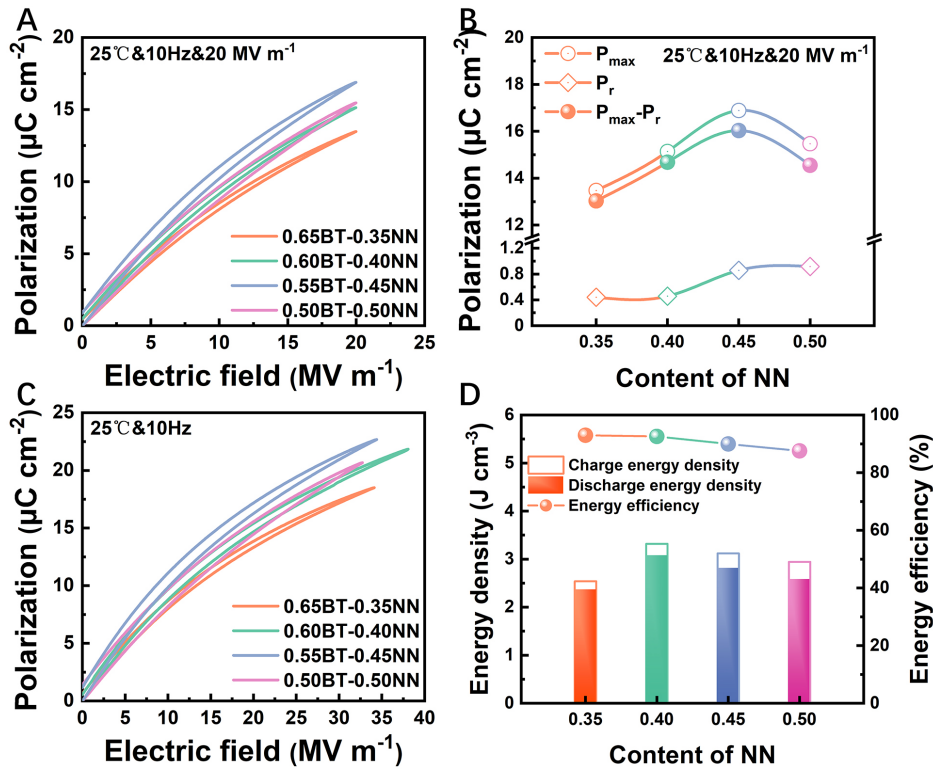 A
25℃&10Hz&20 MV m⁻¹
Polarization (μC cm⁻²)
20
15
10
5
0
0.65BT-0.35NN
0.60BT-0.40NN
0.55BT-0.45NN
0.50BT-0.50NN
0 5 10 15 20 25
Electric field (MV m⁻¹)
B
25℃&10Hz&20 MV m⁻¹
Pmax
Pr
Pmax-Pr
Polarization (μC cm⁻²)
20
18
16
14
12
1.2
0.8
0.4
0
0.35 0.40 0.45 0.50
Content of NN
C
25℃&10Hz
Polarization (μC cm⁻²)
25
20
15
10
5
0
0.65BT-0.35NN
0.60BT-0.40NN
0.55BT-0.45NN
0.50BT-0.50NN
0 5 10 15 20 25 30 35 40
Electric field (MV m⁻¹)
D
Energy density (J cm⁻³)
6
5
4
3
2
1
0
Charge energy density
Discharge energy density
Energy efficiency
100
80
60
40
20
0
Energy efficiency (%)
0.35 0.40 0.45 0.50
Content of NN